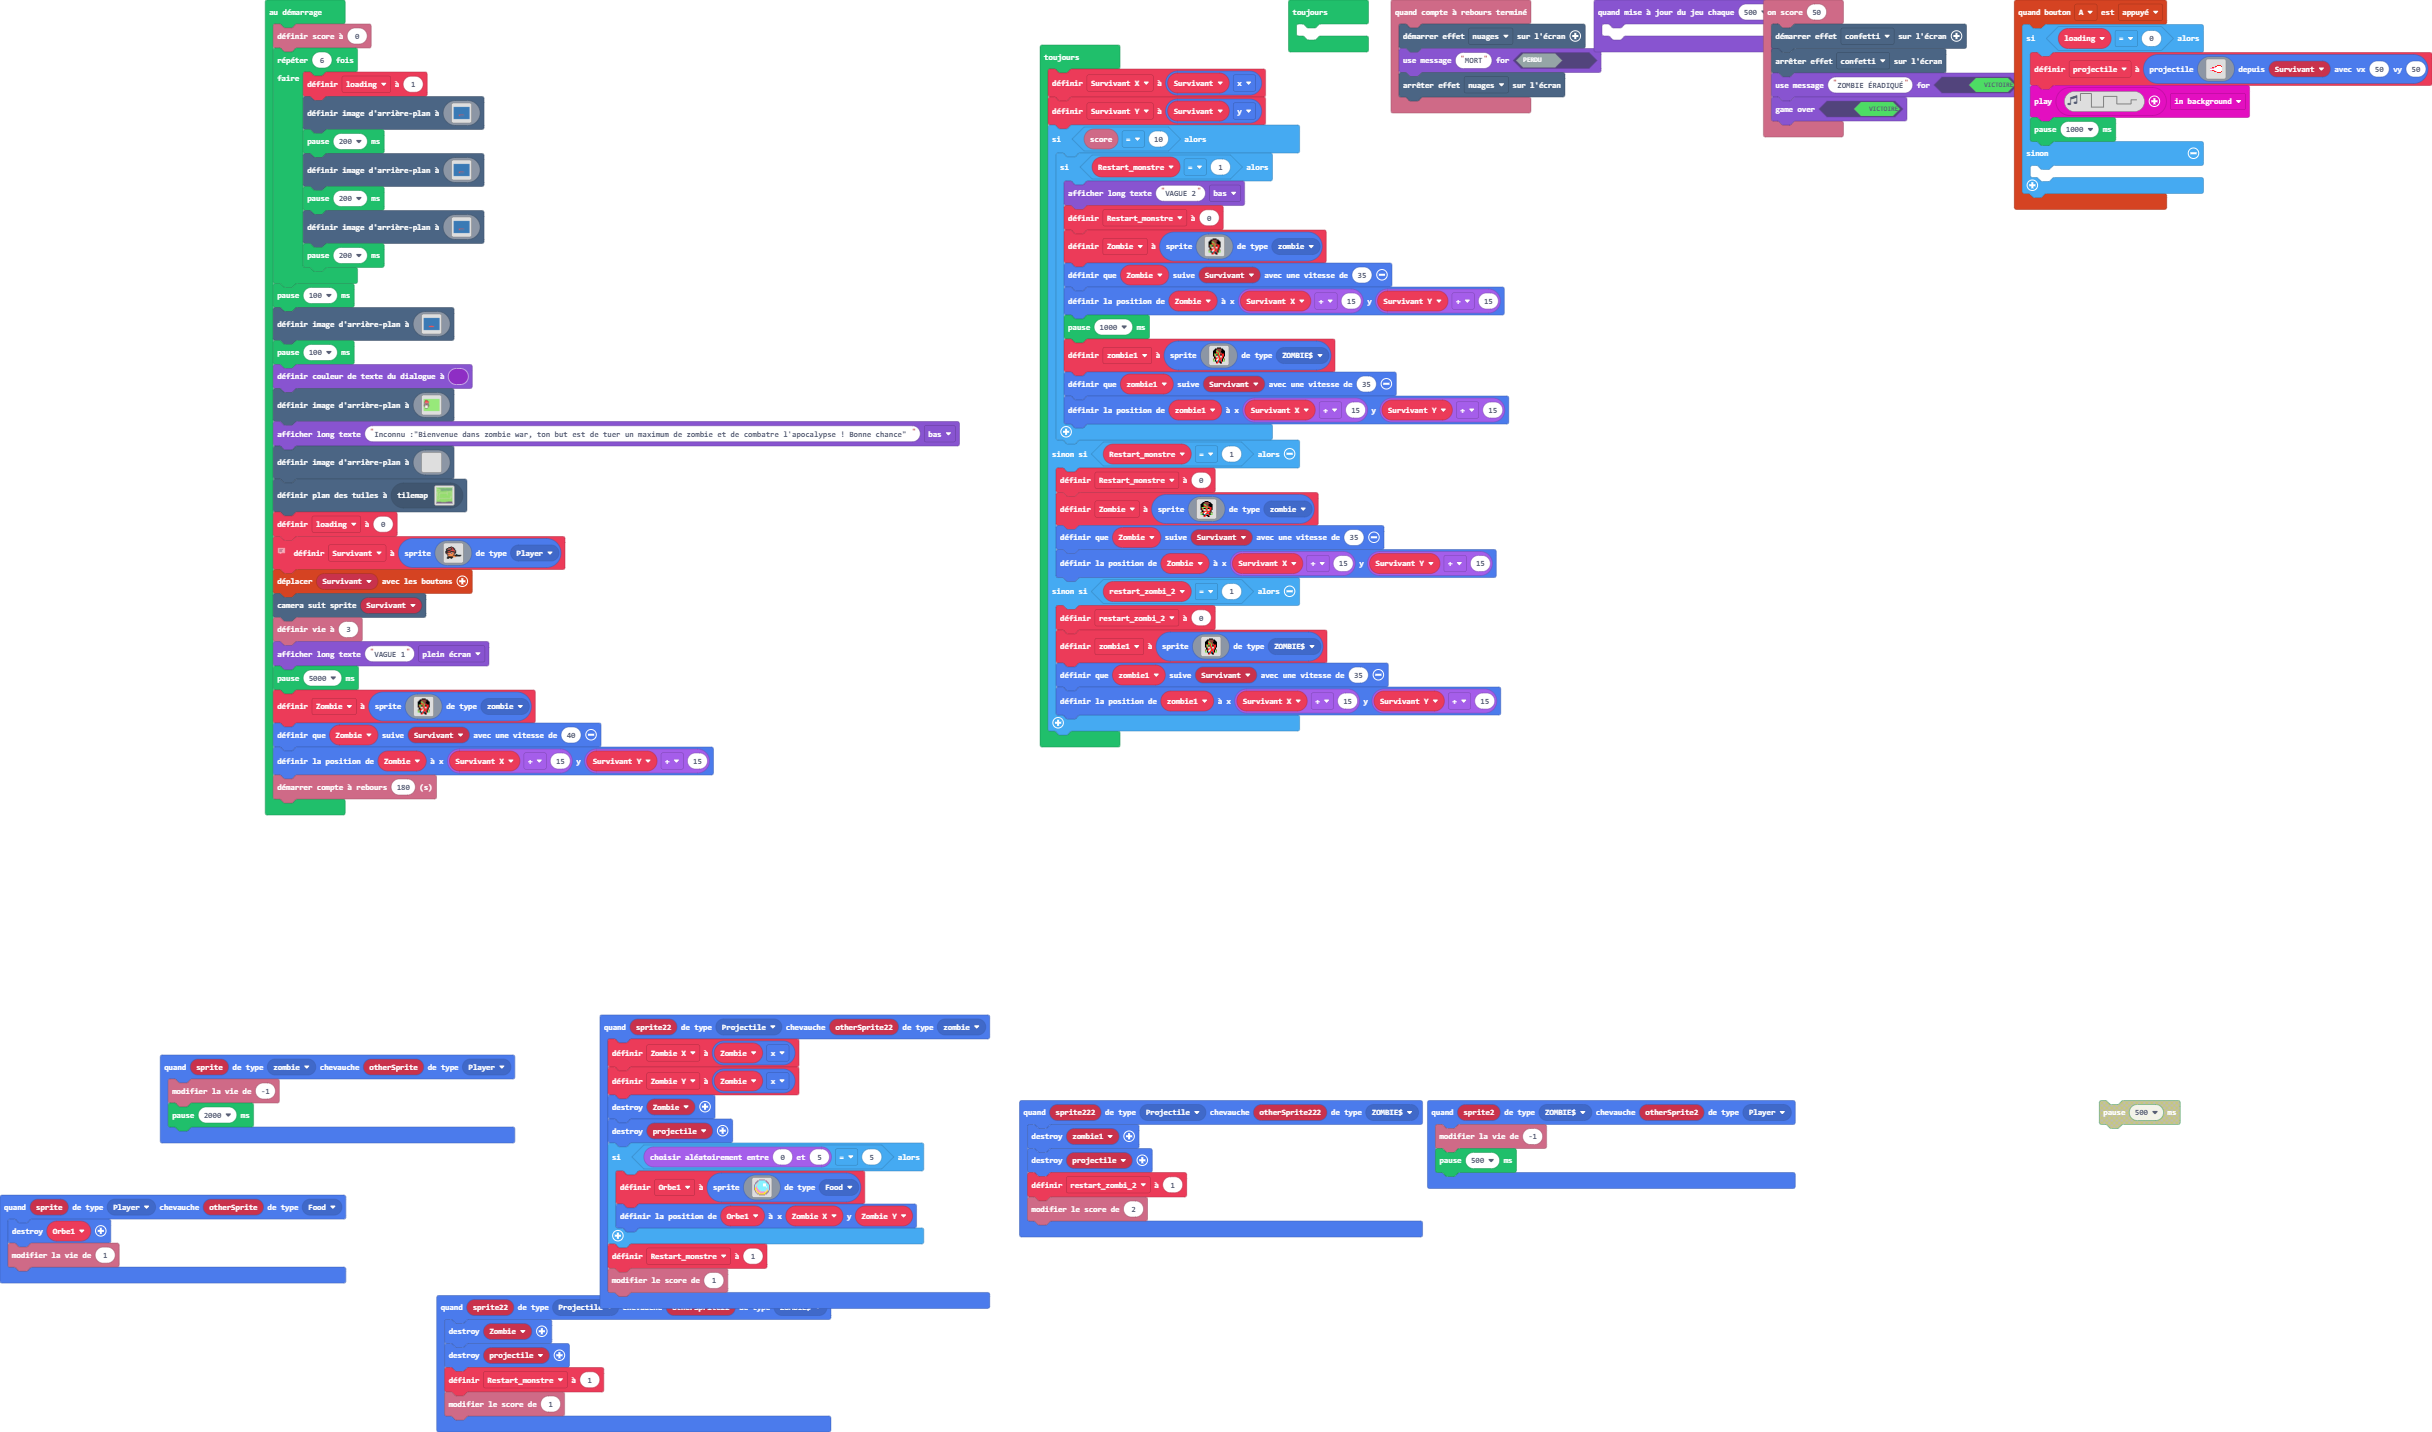 au démarrage
définir score à 0
répéter 6 fois
faire
définir loading à 1
définir image d'arrière-plan à
pause 200 ms
définir image d'arrière-plan à
pause 200 ms
définir image d'arrière-plan à
pause 200 ms
pause 100 ms
définir image d'arrière-plan à
pause 100 ms
définir couleur de texte du dialogue à
définir image d'arrière-plan à
afficher long texte "Inconnu :"Bienvenue dans zombie war, ton but est de tuer un maximum de zombie et de combatre l'apocalypse ! Bonne chance" " bas
définir image d'arrière-plan à
définir plan des tuiles à tilemap
définir loading à 0
définir Survivant à sprite de type Player
déplacer Survivant avec les boutons
camera suit sprite Survivant
définir vie à 3
afficher long texte "VAGUE 1" plein écran
pause 5000 ms
définir Zombie à sprite de type zombie
définir que Zombie suive Survivant avec une vitesse de 40
définir la position de Zombie à x Survivant X + 15 y Survivant Y + 15
démarrer compte à rebours 180 (s)
toujours
définir Survivant X à Survivant x
définir Survivant Y à Survivant y
si score = 10 alors
si Restart_monstre = 1 alors
afficher long texte "VAGUE 2" bas
définir Restart_monstre à 0
définir Zombie à sprite de type zombie
définir que Zombie suive Survivant avec une vitesse de 35
définir la position de Zombie à x Survivant X + 15 y Survivant Y + 15
pause 1000 ms
définir zombie1 à sprite de type ZOMBIE$
définir que zombie1 suive Survivant avec une vitesse de 35
définir la position de zombie1 à x Survivant X + 15 y Survivant Y + 15
sinon si Restart_monstre = 1 alors
définir Restart_monstre à 0
définir Zombie à sprite de type zombie
définir que Zombie suive Survivant avec une vitesse de 35
définir la position de Zombie à x Survivant X + 15 y Survivant Y + 15
sinon si restart_zombi_2 = 1 alors
définir restart_zombi_2 à 0
définir zombie1 à sprite de type ZOMBIE$
définir que zombie1 suive Survivant avec une vitesse de 35
définir la position de zombie1 à x Survivant X + 15 y Survivant Y + 15
toujours
quand compte à rebours terminé
démarrer effet nuages sur l'écran
use message "MORT" for PERDU
arrêter effet nuages sur l'écran
quand mise à jour du jeu chaque 500
on score 50
démarrer effet confetti sur l'écran
arrêter effet confetti sur l'écran
use message "ZOMBIE ÉRADIQUÉ" for VICTOIRE
game over VICTOIRE
quand bouton A est appuyé
si loading = 0 alors
définir projectile à projectile depuis Survivant avec vx 50 vy 50
play in background
pause 1000 ms
sinon
quand sprite de type zombie chevauche otherSprite de type Player
modifier la vie de -1
pause 2000 ms
quand sprite de type Player chevauche otherSprite de type Food
destroy Orbe1
modifier la vie de 1
quand sprite22 de type Projectile chevauche otherSprite22 de type zombie
définir Zombie X à Zombie x
définir Zombie Y à Zombie x
destroy Zombie
destroy projectile
si choisir aléatoirement entre 0 et 5 = 5 alors
définir Orbe1 à sprite de type Food
définir la position de Orbe1 à x Zombie X y Zombie Y
définir Restart_monstre à 1
modifier le score de 1
quand sprite22 de type Projectile
destroy Zombie
destroy projectile
définir Restart_monstre à 1
modifier le score de 1
quand sprite222 de type Projectile chevauche otherSprite222 de type ZOMBIE$
destroy zombie1
destroy projectile
définir restart_zombi_2 à 1
modifier le score de 2
quand sprite2 de type ZOMBIE$ chevauche otherSprite2 de type Player
modifier la vie de -1
pause 500 ms
pause 500 ms